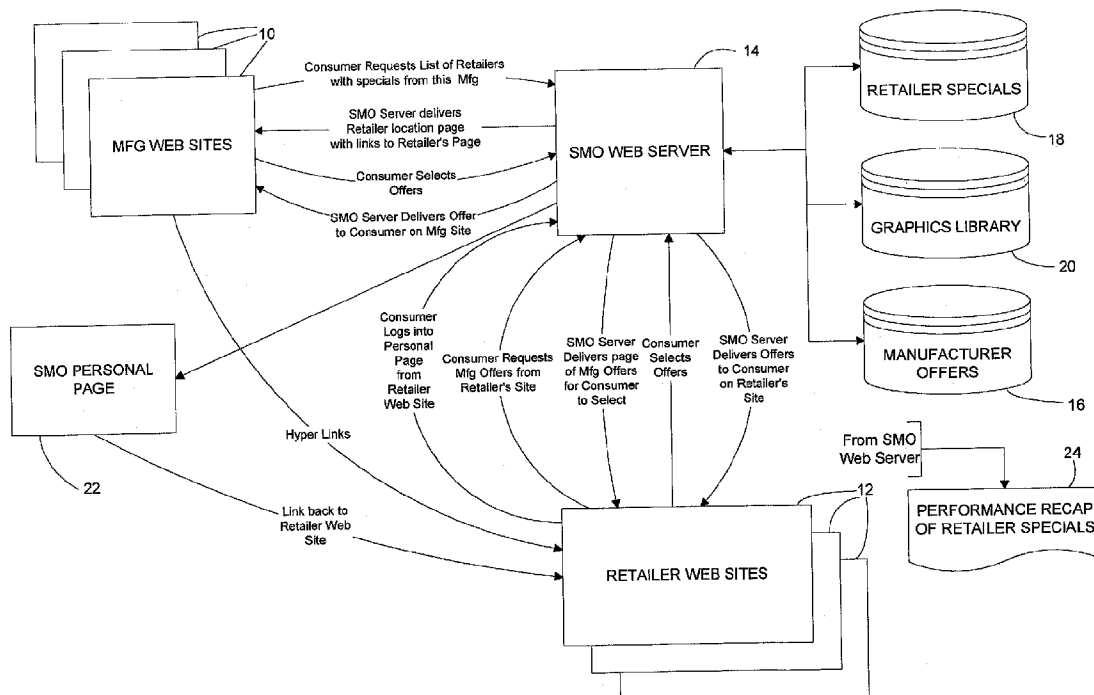 10
MFG WEB SITES
Consumer Requests List of Retailers
with specials from this Mfg
SMO Server delivers
Retailer location page
with links to Retailer's Page
Consumer Selects
Offers
SMO Server Delivers Offer
to Consumer on Mfg Site
14
SMO WEB SERVER
RETAILER SPECIALS
18
GRAPHICS LIBRARY
20
MANUFACTURER
OFFERS
16
SMO PERSONAL
PAGE
22
Consumer
Logs into
Personal
Page
from
Retailer
Web Site
Consumer Requests
Mfg Offers from
Retailer's Site
SMO Server
Delivers page
of Mfg Offers
for Consumer
to Select
Consumer
Selects
Offers
SMO Server
Delivers Offers
to Consumer
on Retailer's
Site
Hyper Links
Link back to
Retailer Web
Site
From SMO
Web Server
24
PERFORMANCE RECAP
OF RETAILER SPECIALS
12
RETAILER WEB SITES